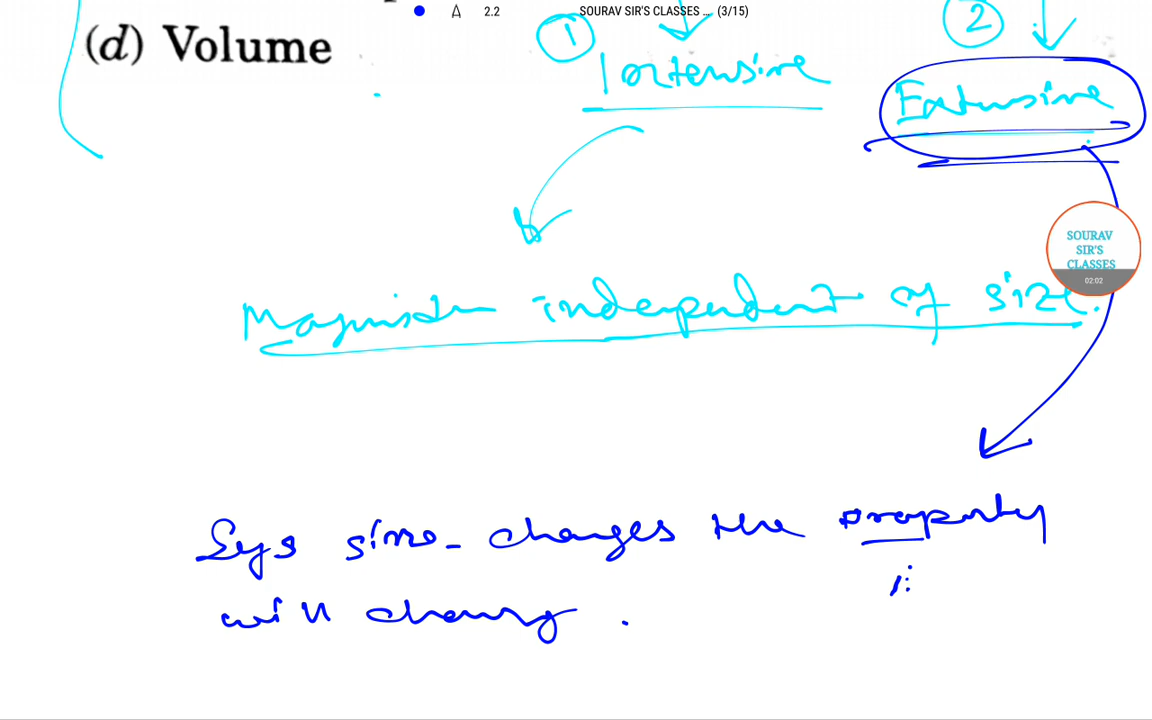 2.2 SOURAV SIR'S CLASSES ... (3/15)
(d) Volume
1 Intensive
2 Extensive
SOURAV
SIR'S
CLASSES
02:02
Magnitude independent of size.
Sys size changes the property
will change.